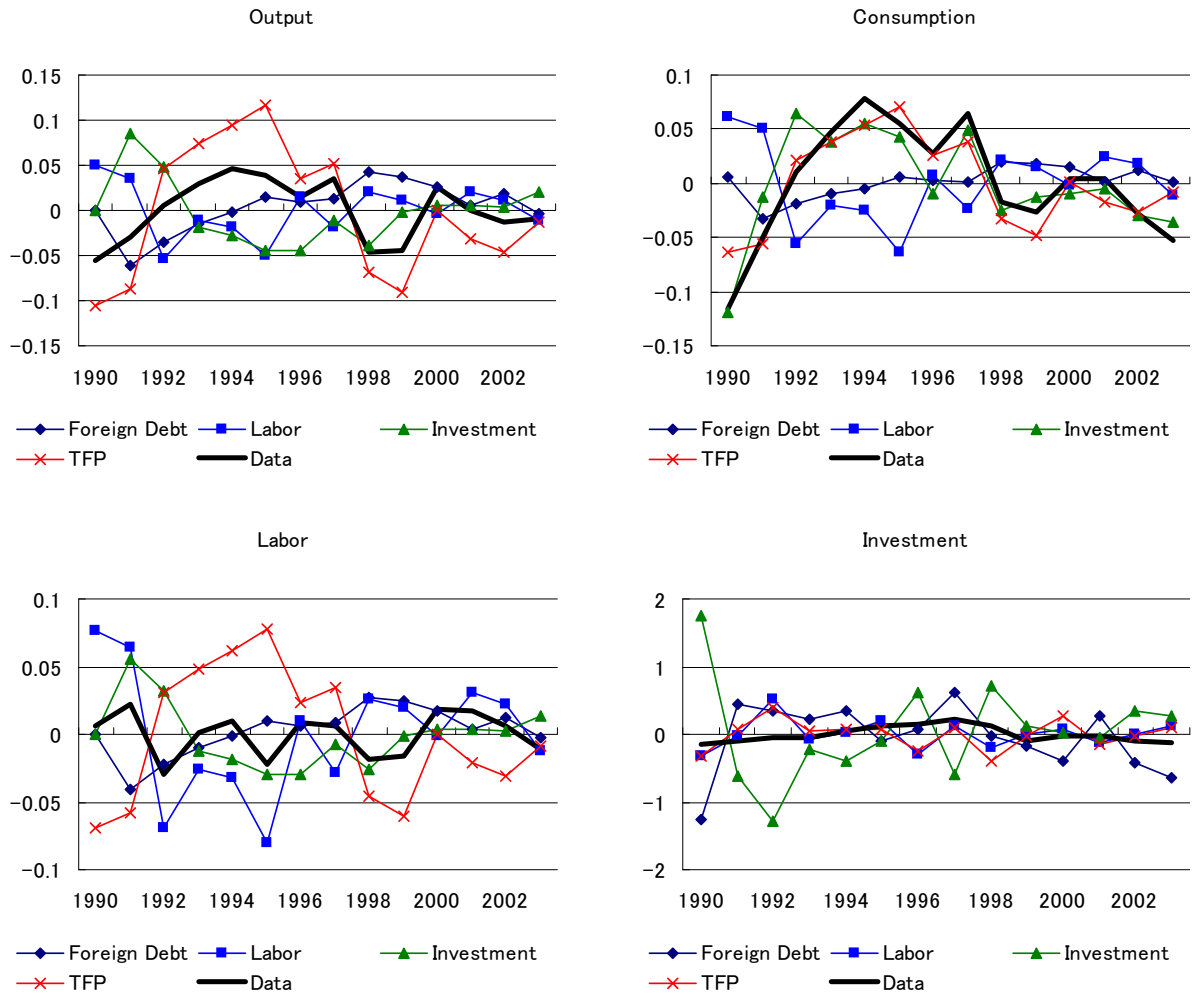 Output
0.15
0.1
0.05
0
−0.05
−0.1
−0.15
1990 1992 1994 1996 1998 2000 2002
Foreign Debt Labor Investment
TFP Data
Consumption
0.1
0.05
0
−0.05
−0.1
−0.15
1990 1992 1994 1996 1998 2000 2002
Foreign Debt Labor Investment
TFP Data
Labor
0.1
0.05
0
−0.05
−0.1
1990 1992 1994 1996 1998 2000 2002
Foreign Debt Labor Investment
TFP Data
Investment
2
1
0
−1
−2
1990 1992 1994 1996 1998 2000 2002
Foreign Debt Labor Investment
TFP Data